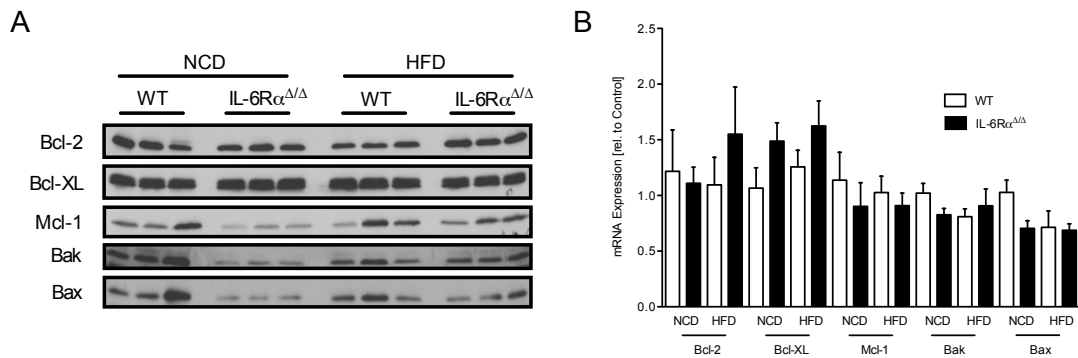 A
NCD HFD
WT IL-6Rα^Δ/Δ WT IL-6Rα^Δ/Δ
Bcl-2
Bcl-XL
Mcl-1
Bak
Bax
B
mRNA Expression [rel. to Control]
2.5
2.0
1.5
1.0
0.5
0.0
WT
IL-6Rα^Δ/Δ
NCD HFD NCD HFD NCD HFD NCD HFD NCD HFD
Bcl-2 Bcl-XL Mcl-1 Bak Bax